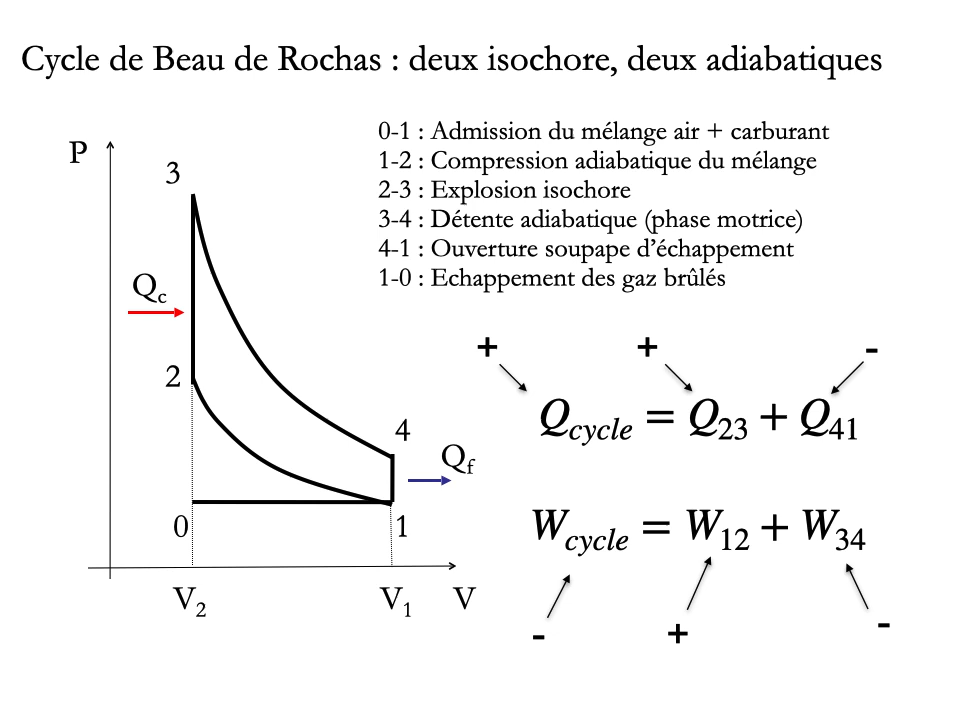 Cycle de Beau de Rochas : deux isochore, deux adiabatiques
0-1 : Admission du mélange air + carburant
1-2 : Compression adiabatique du mélange
2-3 : Explosion isochore
3-4 : Détente adiabatique (phase motrice)
4-1 : Ouverture soupape d’échappement
1-0 : Echappement des gaz brûlés
P
3
Qc
2
4
Qf
0
1
V2
V1
V
+ + -
Qcycle = Q23 + Q41
Wcycle = W12 + W34
- + -